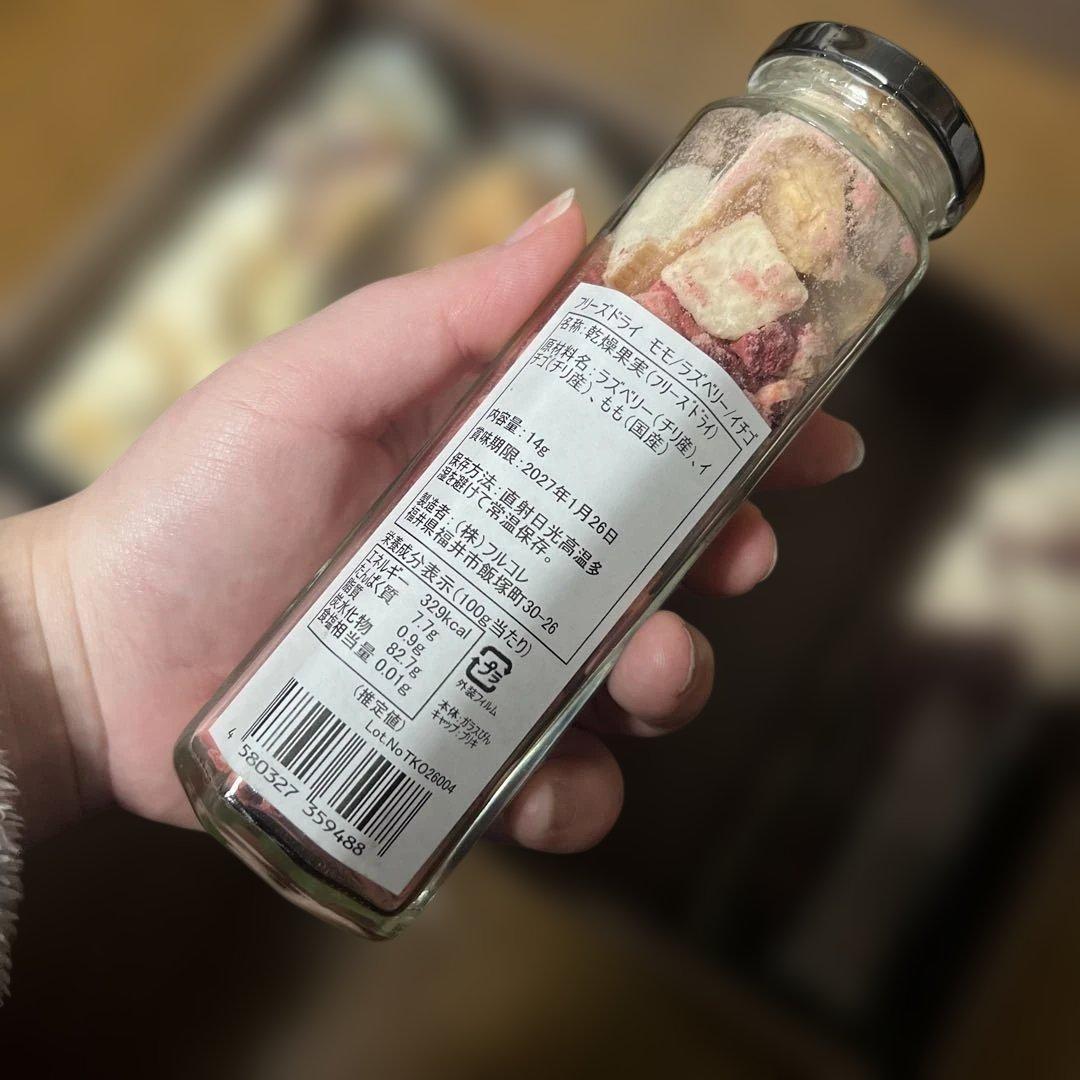 フリーズドライ モモ/ラズベリー/イチゴ
名称:乾燥果実(フリーズドライ)
原材料名:ラズベリー(チリ産)、イ
チゴ(チリ産)、もも(国産)
内容量:14g
賞味期限:2027年1月26日
保存方法:直射日光高温多
湿を避けて常温保存。
製造者:(株)フルコレ
福井県福井市飯塚町30-26
栄養成分表示(100g当たり)
エネルギー 329kcal
たんぱく質 7.7g
脂質 0.9g
炭水化物 82.7g
食塩相当量 0.01g
(推定値)
プラ
外装フィルム
本体:ガラスびん
キャップ:ブリキ
Lot.NoTKO26004
4 580327 359488